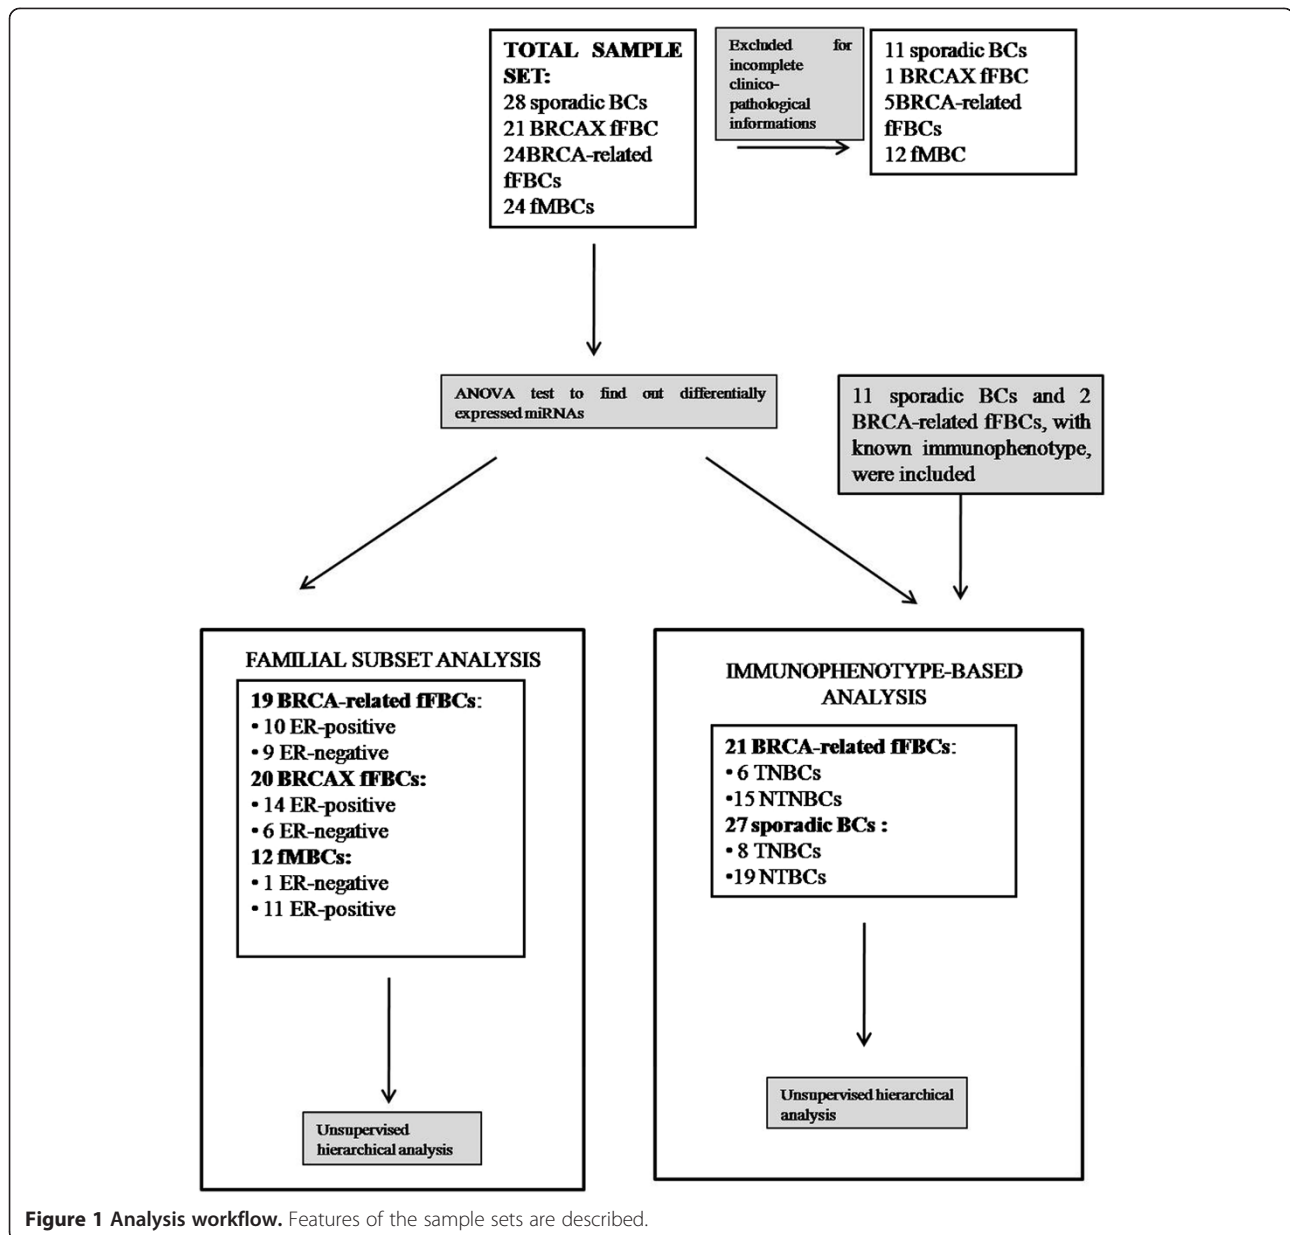 TOTAL SAMPLE
SET:
28 sporadic BCs
21 BRCAX fFBC
24BRCA-related
fFBCs
24 fMBCs
Excluded for
incomplete
clinico-
pathological
informations
11 sporadic BCs
1 BRCAX fFBC
5BRCA-related
fFBCs
12 fMBC
ANOVA test to find out differentially
expressed miRNAs
11 sporadic BCs and 2
BRCA-related fFBCs, with
known immunophenotype,
were included
FAMILIAL SUBSET ANALYSIS
19 BRCA-related fFBCs:
• 10 ER-positive
• 9 ER-negative
20 BRCAX fFBCs:
• 14 ER-positive
• 6 ER-negative
12 fMBCs:
• 1 ER-negative
• 11 ER-positive
Unsupervised
hierarchical analysis
IMMUNOPHENOTYPE-BASED
ANALYSIS
21 BRCA-related fFBCs:
• 6 TNBCs
•15 NTNBCs
27 sporadic BCs :
• 8 TNBCs
•19 NTBCs
Unsupervised hierarchical
analysis
Figure 1 Analysis workflow. Features of the sample sets are described.